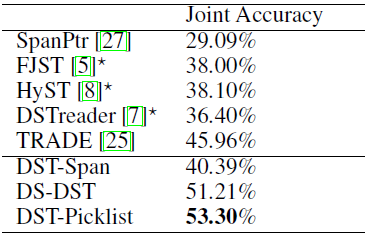 Joint Accuracy
SpanPtr [27] 29.09%
FJST [5]* 38.00%
HyST [8]* 38.10%
DSTreader [7]* 36.40%
TRADE [25] 45.96%
DST-Span 40.39%
DS-DST 51.21%
DST-Picklist 53.30%